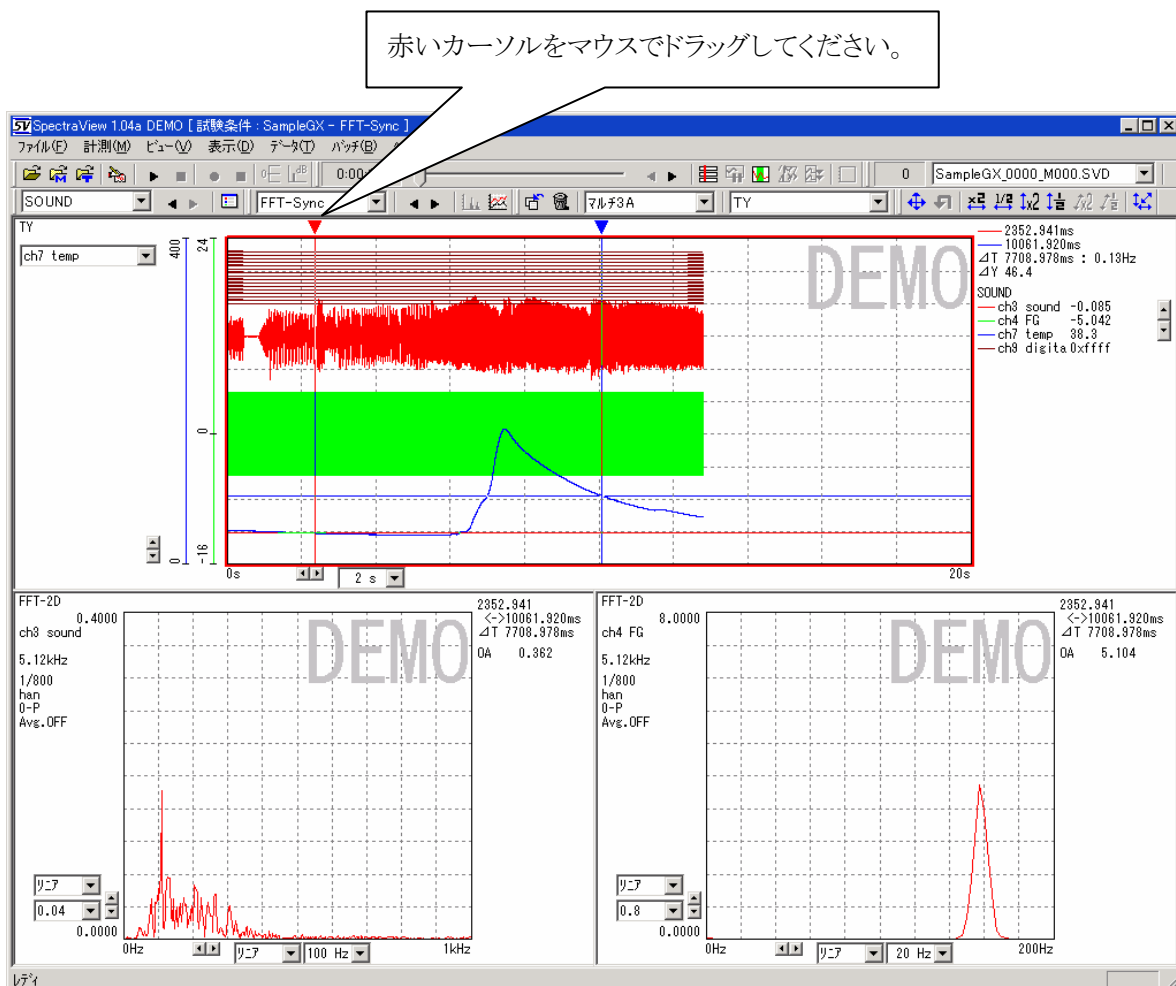 赤いカーソルをマウスでドラッグしてください。
SV SpectraView 1.04a DEMO [ 試験条件 : SampleGX - FFT-Sync ]
ファイル(F) 計測(M) ビュー(V) 表示(D) データ(T) バッチ(B)
0:00 0 SampleGX_0000_M000.SVD
SOUND FFT-Sync マルチ3A TY 1/2
TY
ch7 temp
400
0
24
0
-16
DEMO
2352.941ms
10061.920ms
⊿T 7708.978ms : 0.13Hz
⊿Y 46.4
SOUND
ch3 sound -0.085
ch4 FG -5.042
ch7 temp 38.3
ch9 digita0xffff
0s 2 s 20s
FFT-2D
0.4000
ch3 sound
5.12kHz
1/800
han
0-P
Avg.OFF
リニア
0.04
0.0000
DEMO
2352.941
<->10061.920ms
⊿T 7708.978ms
OA 0.362
0Hz リニア 100 Hz 1kHz
FFT-2D
8.0000
ch4 FG
5.12kHz
1/800
han
0-P
Avg.OFF
リニア
0.8
0.0000
DEMO
2352.941
<->10061.920ms
⊿T 7708.978ms
OA 5.104
0Hz リニア 20 Hz 200Hz
レディ